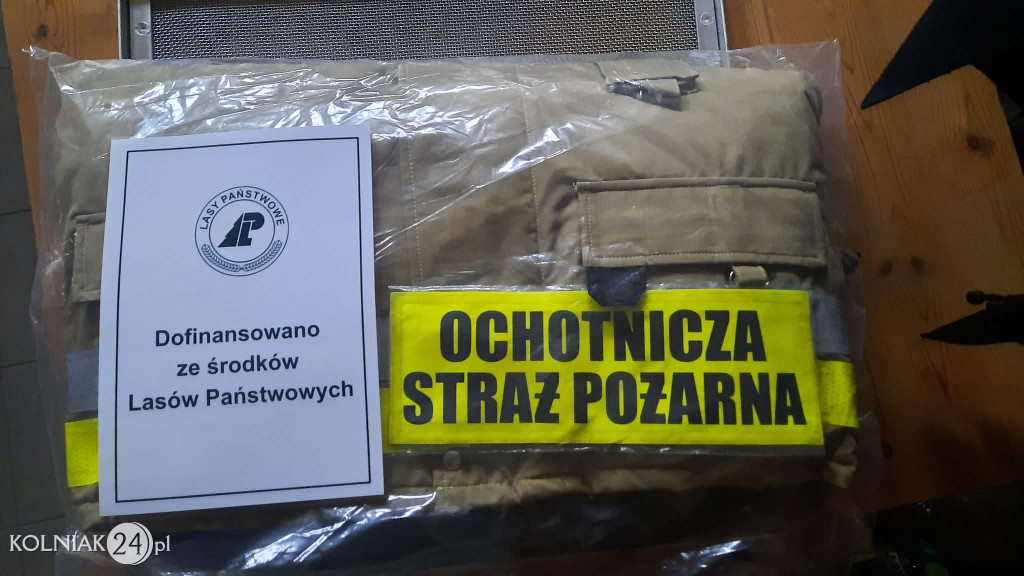 LASY PAŃSTWOWE
LP
Dofinansowano
ze środków
Lasów Państwowych
OCHOTNICZA
STRAŻ POŻARNA
KOLNIAK24.pl